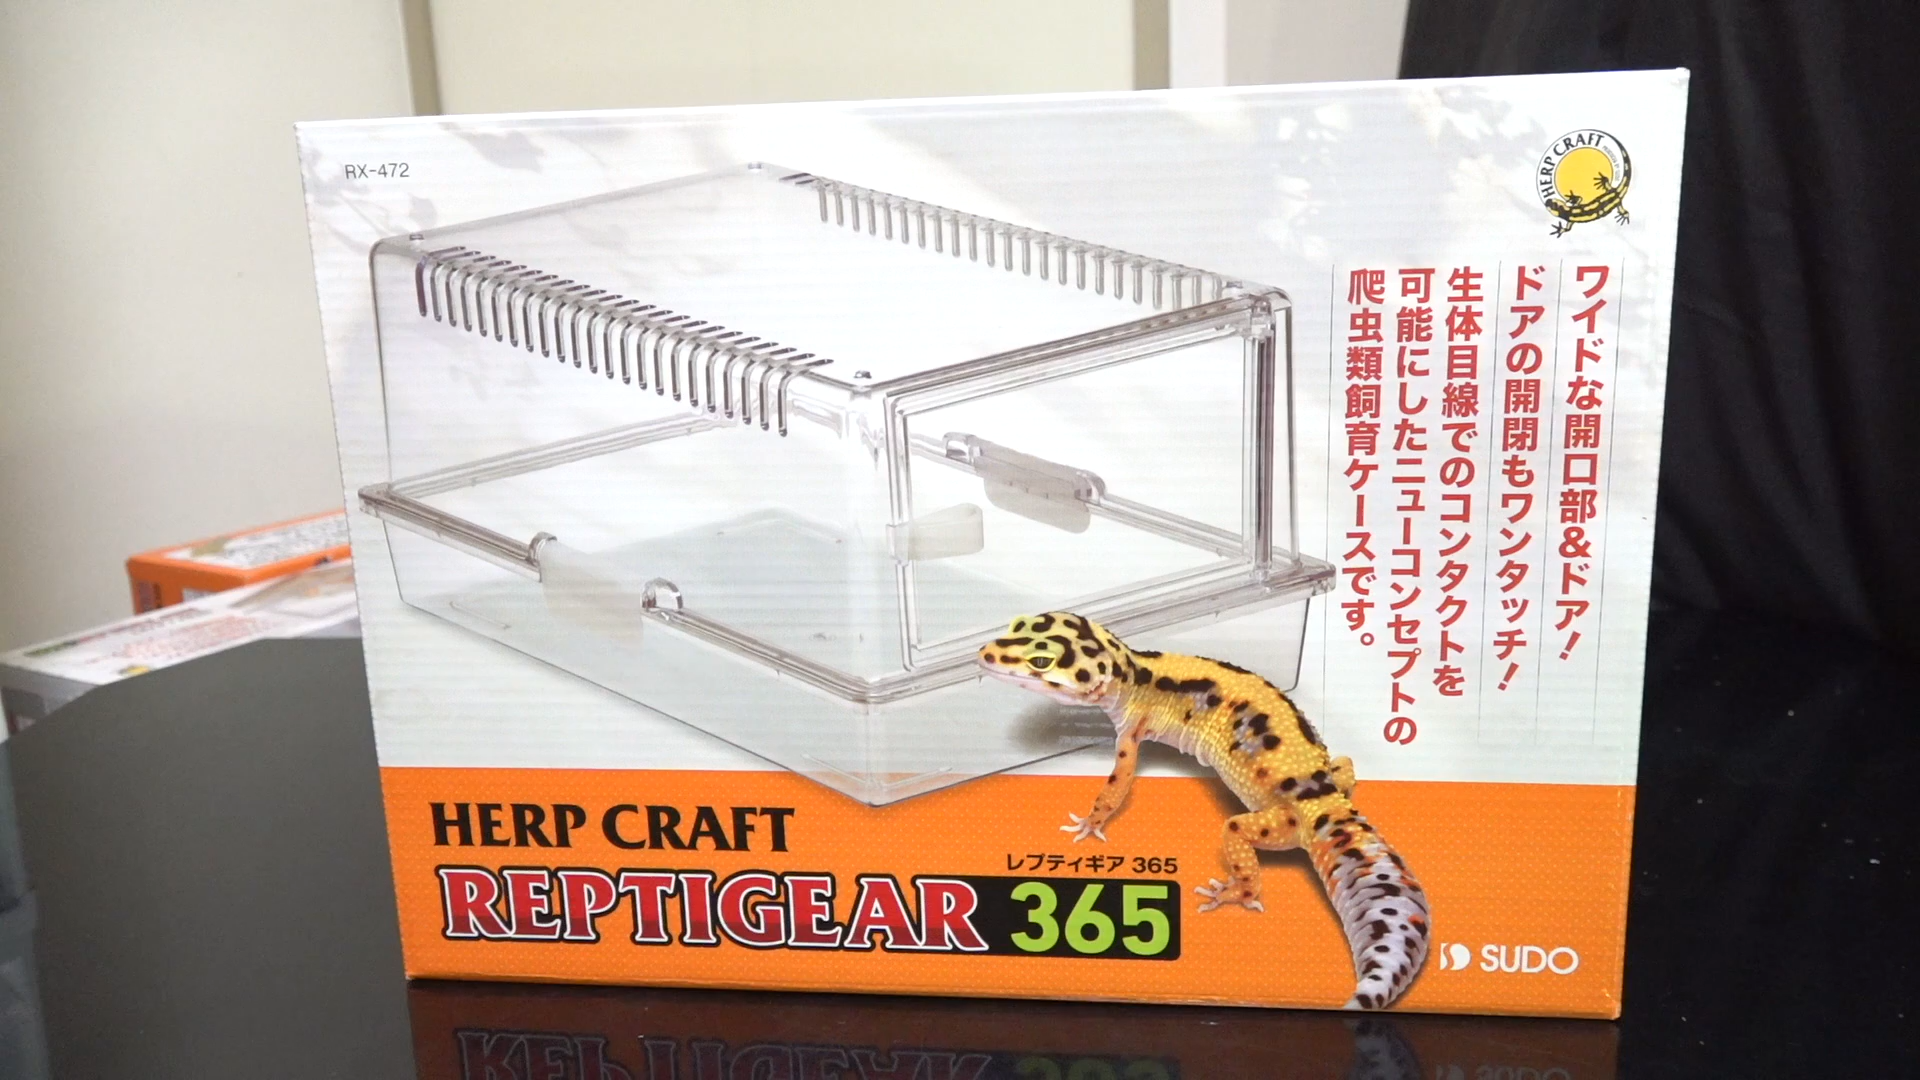 RX-472
HERP CRAFT
ワイドな開口部&ドア!
ドアの開閉もワンタッチ!
生体目線でのコンタクトを
可能にしたニューコンセプトの
爬虫類飼育ケースです。
HERP CRAFT
レプティギア 365
REPTIGEAR 365
SUDO